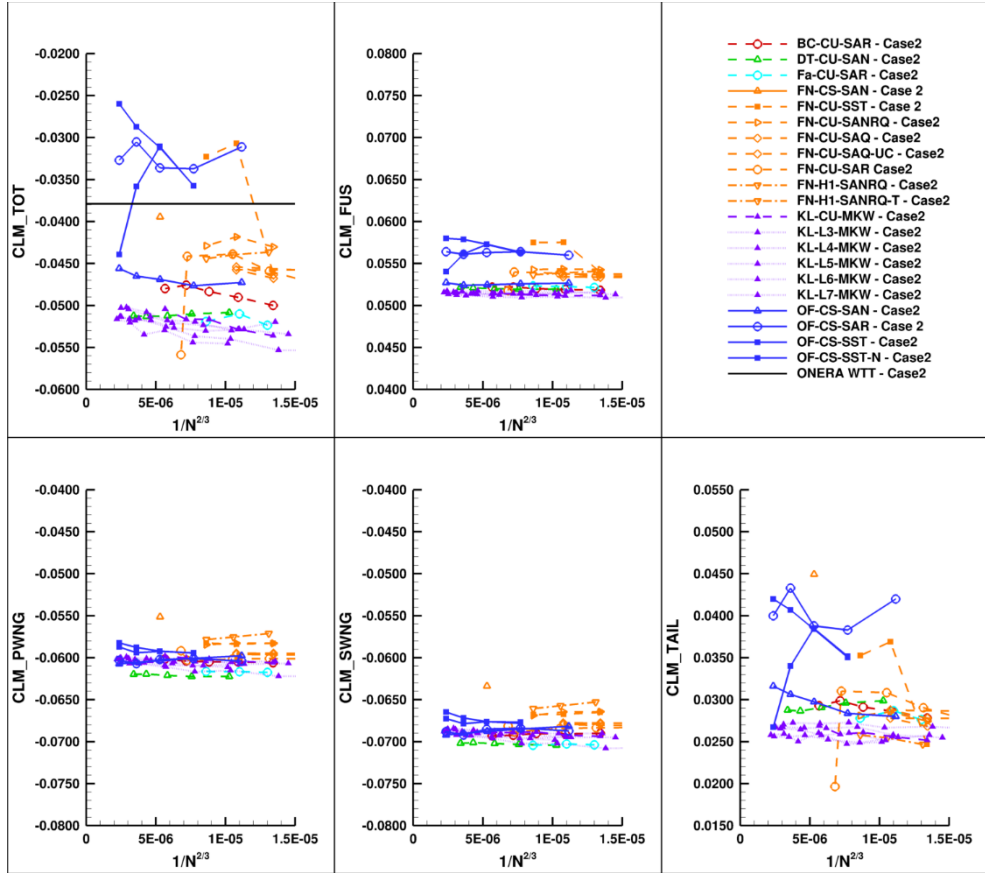 -0.0200
-0.0250
-0.0300
-0.0350
-0.0400
-0.0450
-0.0500
-0.0550
-0.0600
CLM_TOT
0
5E-06
1E-05
1.5E-05
1/N^{2/3}
0.0800
0.0750
0.0700
0.0650
0.0600
0.0550
0.0500
0.0450
0.0400
CLM_FUS
0
5E-06
1E-05
1.5E-05
1/N^{2/3}
BC-CU-SAR - Case2
DT-CU-SAN - Case2
Fa-CU-SAR - Case2
FN-CS-SAN - Case 2
FN-CU-SST - Case 2
FN-CU-SANRQ - Case2
FN-CU-SAQ - Case2
FN-CU-SAQ-UC - Case2
FN-CU-SAR Case2
FN-H1-SANRQ - Case2
FN-H1-SANRQ-T - Case2
KL-CU-MKW - Case2
KL-L3-MKW - Case2
KL-L4-MKW - Case2
KL-L5-MKW - Case2
KL-L6-MKW - Case2
KL-L7-MKW - Case2
OF-CS-SAN - Case2
OF-CS-SAR - Case 2
OF-CS-SST - Case2
OF-CS-SST-N - Case2
ONERA WTT - Case2
-0.0400
-0.0450
-0.0500
-0.0550
-0.0600
-0.0650
-0.0700
-0.0750
-0.0800
CLM_PWNG
0
5E-06
1E-05
1.5E-05
1/N^{2/3}
-0.0400
-0.0450
-0.0500
-0.0550
-0.0600
-0.0650
-0.0700
-0.0750
-0.0800
CLM_SWNG
0
5E-06
1E-05
1.5E-05
1/N^{2/3}
0.0550
0.0500
0.0450
0.0400
0.0350
0.0300
0.0250
0.0200
0.0150
CLM_TAIL
0
5E-06
1E-05
1.5E-05
1/N^{2/3}